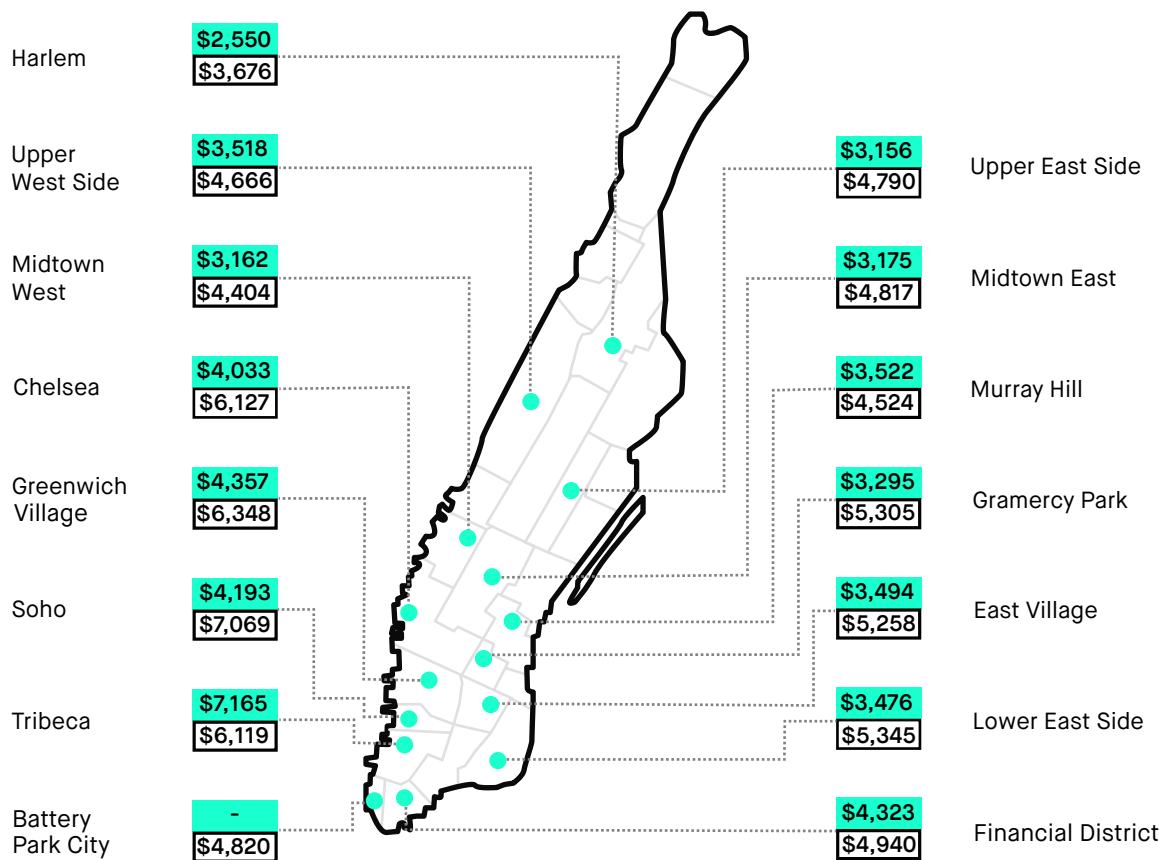 Harlem
$2,550
$3,676
Upper
West Side
$3,518
$4,666
Midtown
West
$3,162
$4,404
Chelsea
$4,033
$6,127
Greenwich
Village
$4,357
$6,348
Soho
$4,193
$7,069
Tribeca
$7,165
$6,119
Battery
Park City
-
$4,820
$3,156
$4,790
Upper East Side
$3,175
$4,817
Midtown East
$3,522
$4,524
Murray Hill
$3,295
$5,305
Gramercy Park
$3,494
$5,258
East Village
$3,476
$5,345
Lower East Side
$4,323
$4,940
Financial District